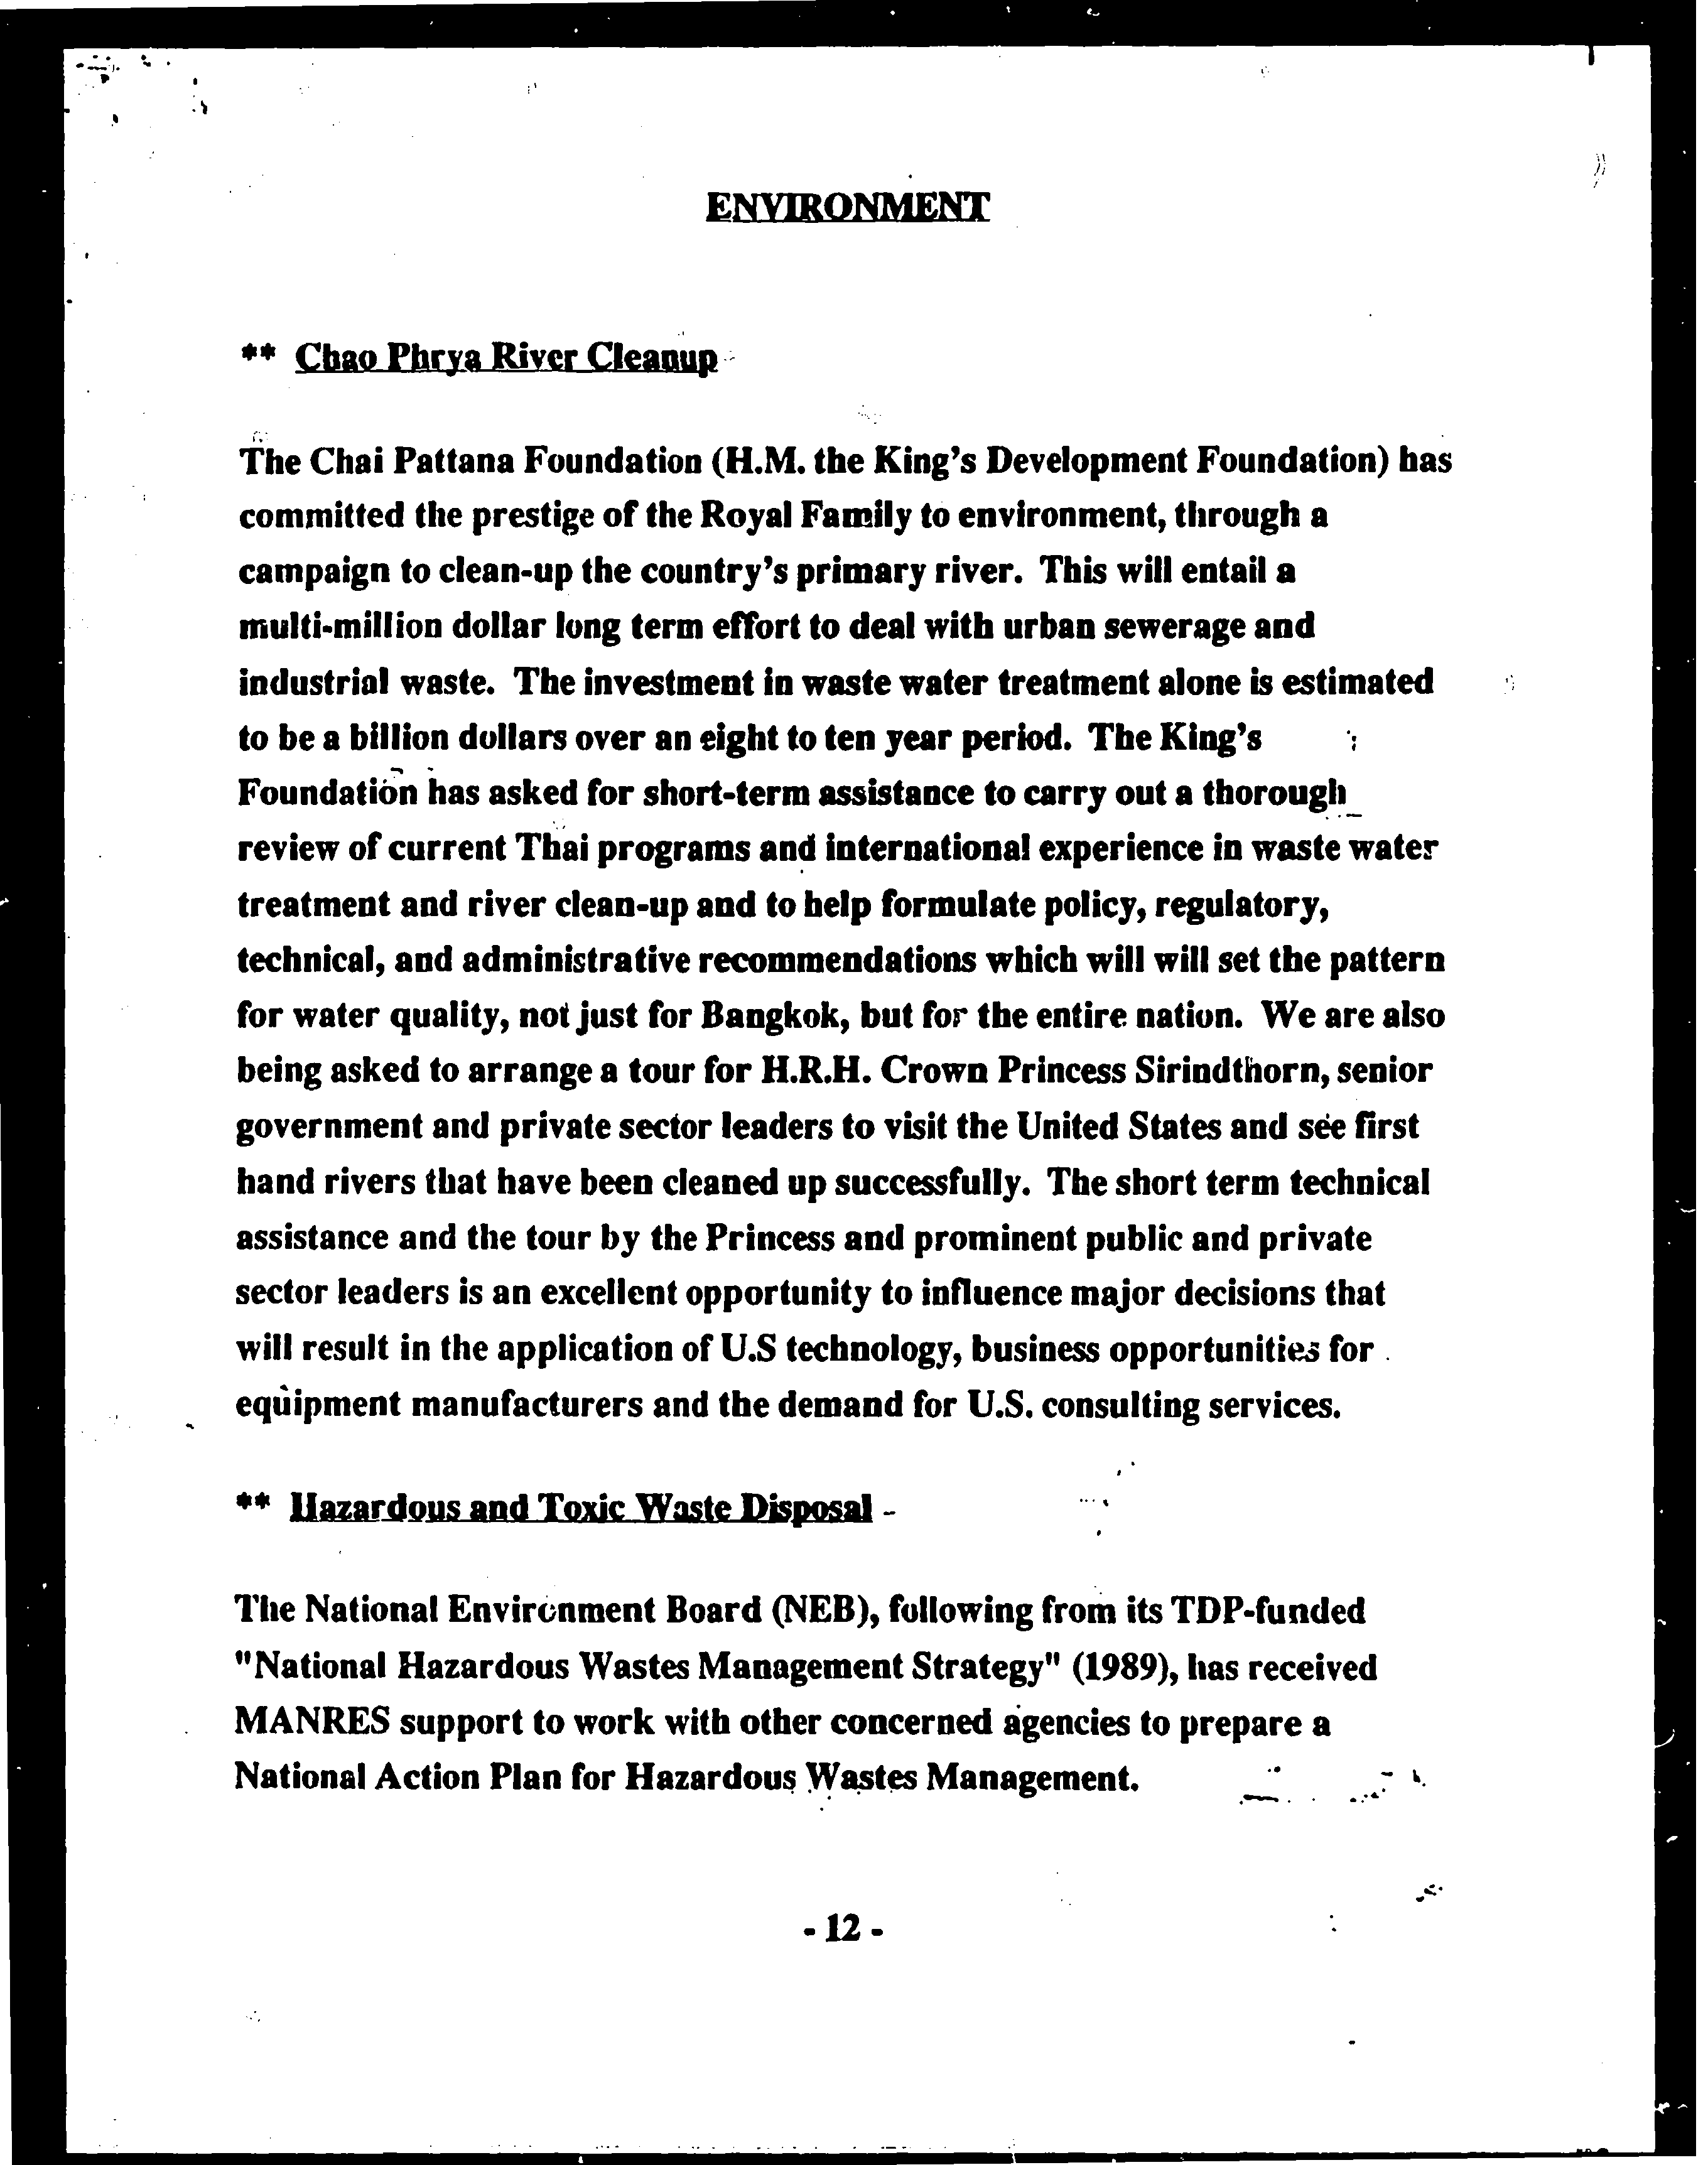 ENVIRONMENT
** Chao Phrya River Cleanup
The Chai Pattana Foundation (H.M. the King's Development Foundation) has
committed the prestige of the Royal Family to environment, through a
campaign to clean-up the country's primary river. This will entail a
multi-million dollar long term effort to deal with urban sewerage and
industrial waste. The investment in waste water treatment alone is estimated
to be a billion dollars over an eight to ten year period. The King's
Foundation has asked for short-term assistance to carry out a thorough
review of current Thai programs and international experience in waste water
treatment and river clean-up and to help formulate policy, regulatory,
technical, and administrative recommendations which will will set the pattern
for water quality, not just for Bangkok, but for the entire nation. We are also
being asked to arrange a tour for H.R.H. Crown Princess Sirindthorn, senior
government and private sector leaders to visit the United States and see first
hand rivers that have been cleaned up successfully. The short term technical
assistance and the tour by the Princess and prominent public and private
sector leaders is an excellent opportunity to influence major decisions that
will result in the application of U.S technology, business opportunities for
equipment manufacturers and the demand for U.S. consulting services.
** Hazardous and Toxic Waste Disposal -
The National Environment Board (NEB), following from its TDP-funded
"National Hazardous Wastes Management Strategy" (1989), has received
MANRES support to work with other concerned agencies to prepare a
National Action Plan for Hazardous Wastes Management.
- 12 -